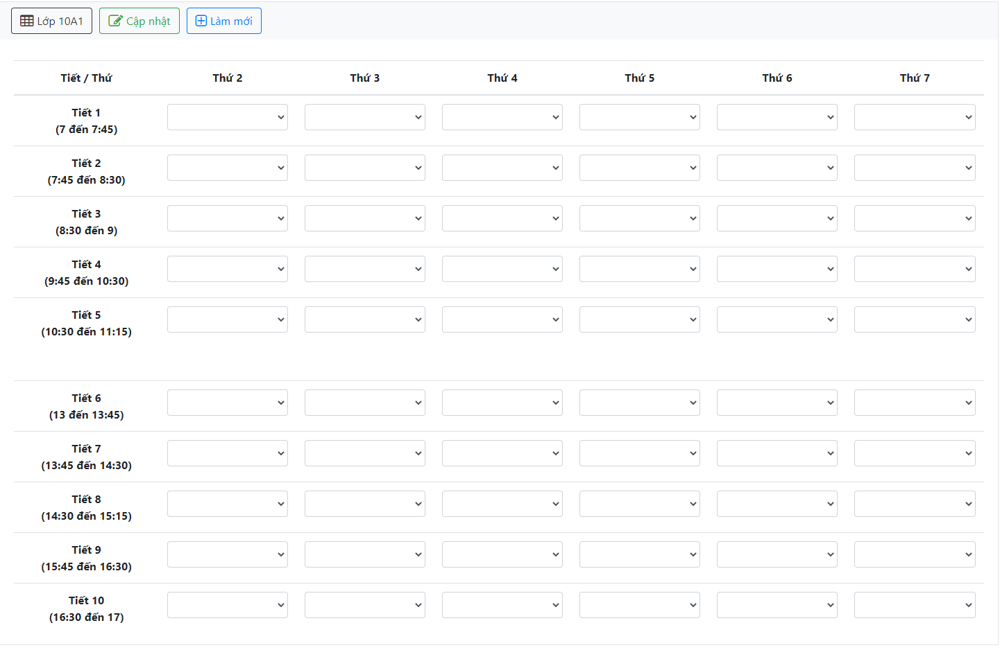 Lớp 10A1 Cập nhật Làm mới
Tiết / Thứ Thứ 2 Thứ 3 Thứ 4 Thứ 5 Thứ 6 Thứ 7
Tiết 1
(7 đến 7:45)
Tiết 2
(7:45 đến 8:30)
Tiết 3
(8:30 đến 9)
Tiết 4
(9:45 đến 10:30)
Tiết 5
(10:30 đến 11:15)
Tiết 6
(13 đến 13:45)
Tiết 7
(13:45 đến 14:30)
Tiết 8
(14:30 đến 15:15)
Tiết 9
(15:45 đến 16:30)
Tiết 10
(16:30 đến 17)